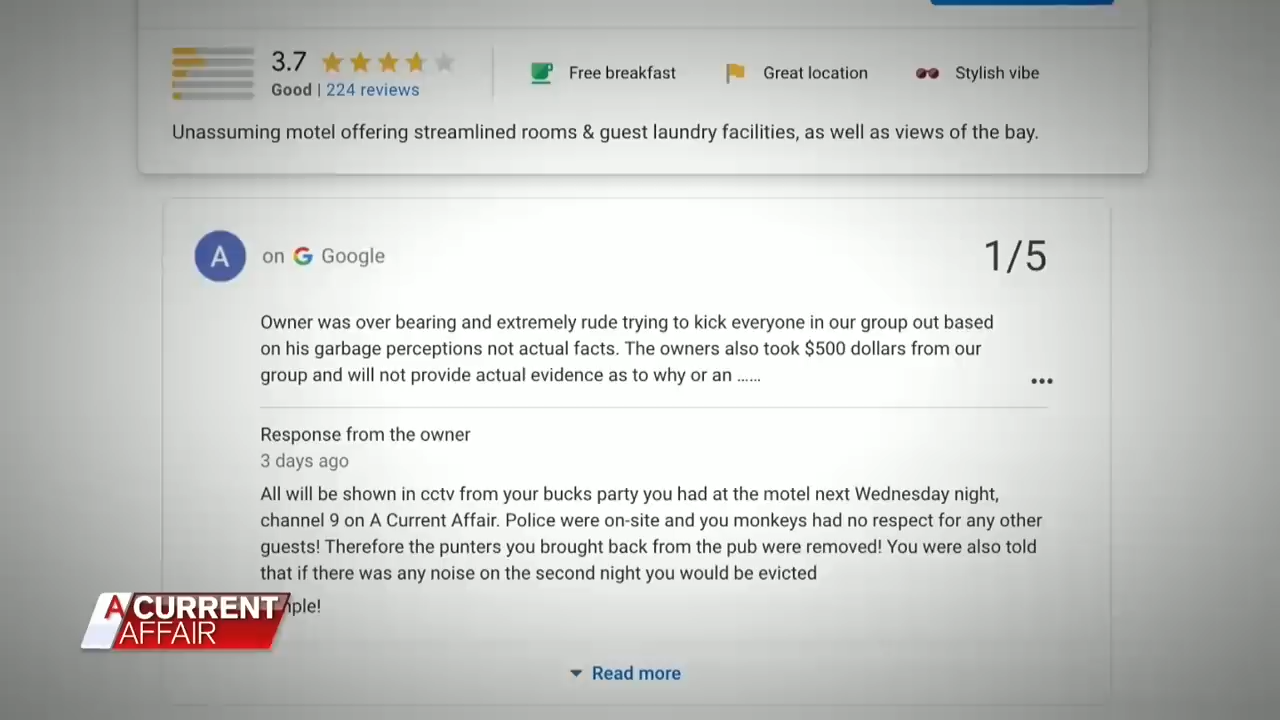 3.7
Good | 224 reviews
Free breakfast
Great location
Stylish vibe
Unassuming motel offering streamlined rooms & guest laundry facilities, as well as views of the bay.
A
on G Google
1/5
Owner was over bearing and extremely rude trying to kick everyone in our group out based
on his garbage perceptions not actual facts. The owners also took $500 dollars from our
group and will not provide actual evidence as to why or an ......
Response from the owner
3 days ago
All will be shown in cctv from your bucks party you had at the motel next Wednesday night,
channel 9 on A Current Affair. Police were on-site and you monkeys had no respect for any other
guests! Therefore the punters you brought back from the pub were removed! You were also told
that if there was any noise on the second night you would be evicted
A CURRENT
AFFAIR
Read more